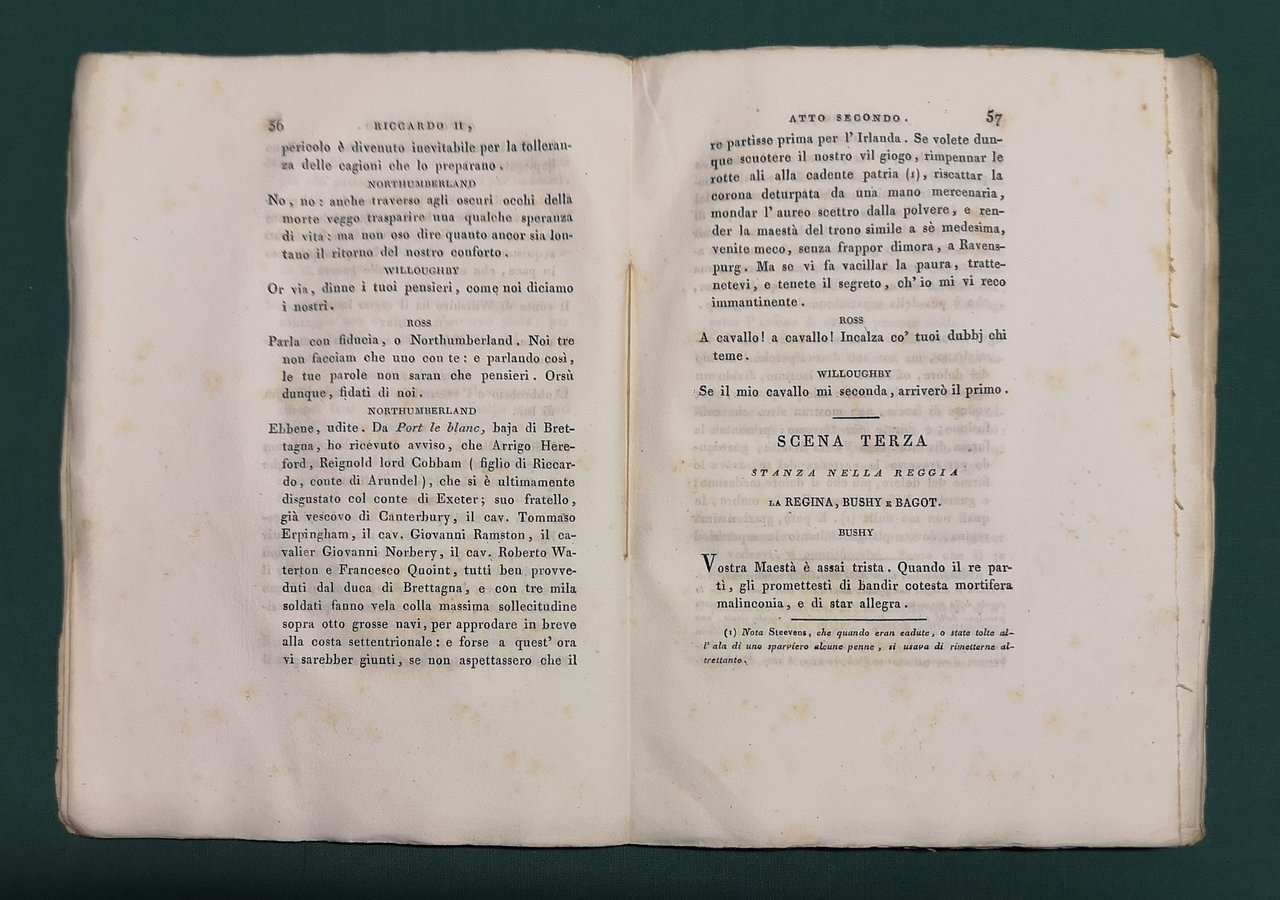 56 RICCARDO II,
pericolo è divenuto inevitabile per la tolleran-
za delle cagioni che lo preparano.
NORTHUMBERLAND
No, no: anche traverso agli oscuri occhi della
morte veggo trasparire una qualche speranza
di vita: ma non oso dire quanto ancor sia lon-
tano il ritorno del nostro conforto.
WILLOUGHBY
Or via, dinne i tuoi pensieri, come noi diciamo
i nostri.
ROSS
Parla con fiducia, o Northumberland. Noi tre
non facciam che uno con te: e parlando così,
le tue parole non saran che pensieri. Orsù
dunque, fidati di noi.
NORTHUMBERLAND
Ebbene, udite. Da Port le blanc, baja di Bret-
tagna, ho ricevuto avviso, che Arrigo Here-
ford, Reignold lord Cobham ( figlio di Riccar-
do, conte di Arundel ), che si è ultimamente
disgustato col conte di Exeter; suo fratello,
già vescovo di Canterbury, il cav. Tommaso
Erpingham, il cav. Giovanni Ramston, il ca-
valier Giovanni Norbery, il cav. Roberto Wa-
terton e Francesco Quoint, tutti ben provve-
duti dal duca di Brettagna, e con tre mila
soldati fanno vela colla massima sollecitudine
sopra otto grosse navi, per approdare in breve
alla costa settentrionale: e forse a quest' ora
vi sarebber giunti, se non aspettassero che il
ATTO SECONDO. 57
re partisse prima per l' Irlanda. Se volete dun-
que scuotere il nostro vil giogo, rimpennar le
rotte ali alla cadente patria (1), riscattar la
corona deturpata da una mano mercenaria,
mondar l' aureo scettro dalla polvere, e ren-
der la maestà del trono simile a sè medesima,
venite meco, senza frappor dimora, a Ravens-
purg. Ma se vi fa vacillar la paura, tratte-
netevi, e tenete il segreto, ch' io mi vi reco
immantinente.
ROSS
A cavallo! a cavallo! Incalza co' tuoi dubbj chi
teme.
WILLOUGHBY
Se il mio cavallo mi seconda, arriverò il primo.
SCENA TERZA
STANZA NELLA REGGIA
LA REGINA, BUSHY E BAGOT.
BUSHY
Vostra Maestà è assai trista. Quando il re par-
tì, gli promettesti di bandir cotesta mortifera
malinconia, e di star allegra.
(1) Nota Steevens, che quando eran cadute, o state tolte al-
l' ala di uno sparviero alcune penne, si usava di rimetterne al-
trettante.